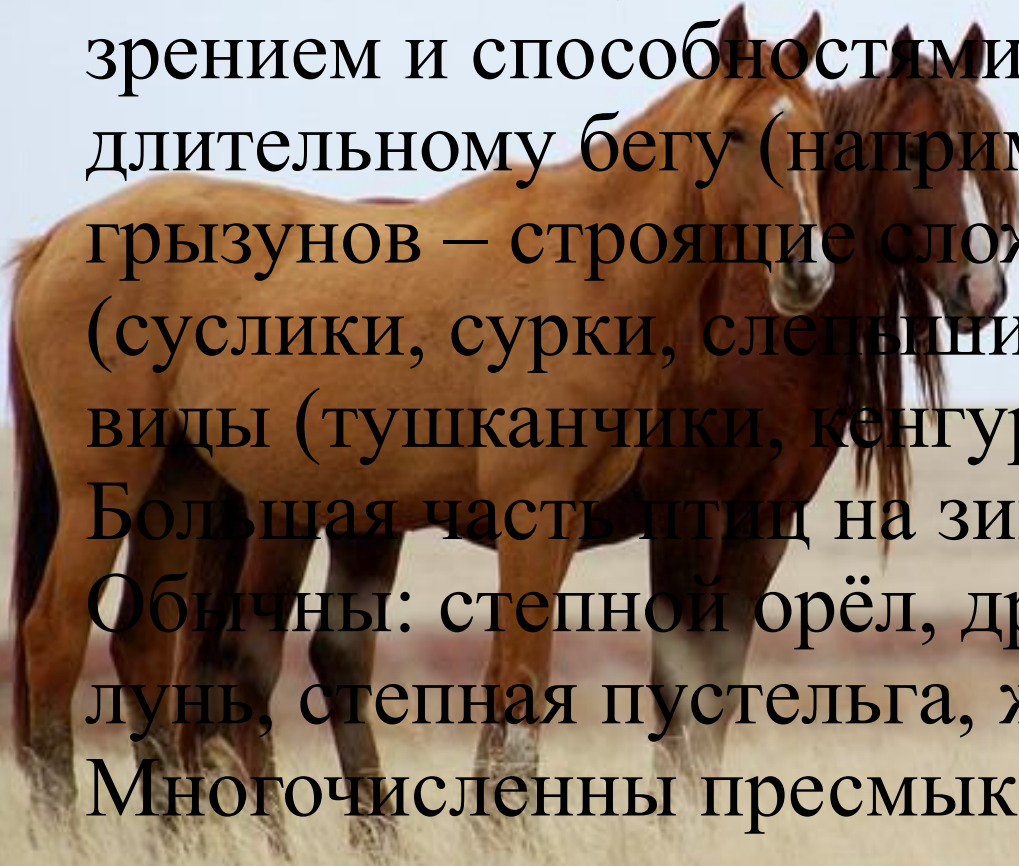 зрением и способностями
длительному бегу (наприм
грызунов – строящие слож
(суслики, сурки, слепыши
виды (тушканчики, кенгур
Большая часть птиц на зи
Обычны: степной орёл, др
лунь, степная пустельга, ж
Многочисленны пресмык